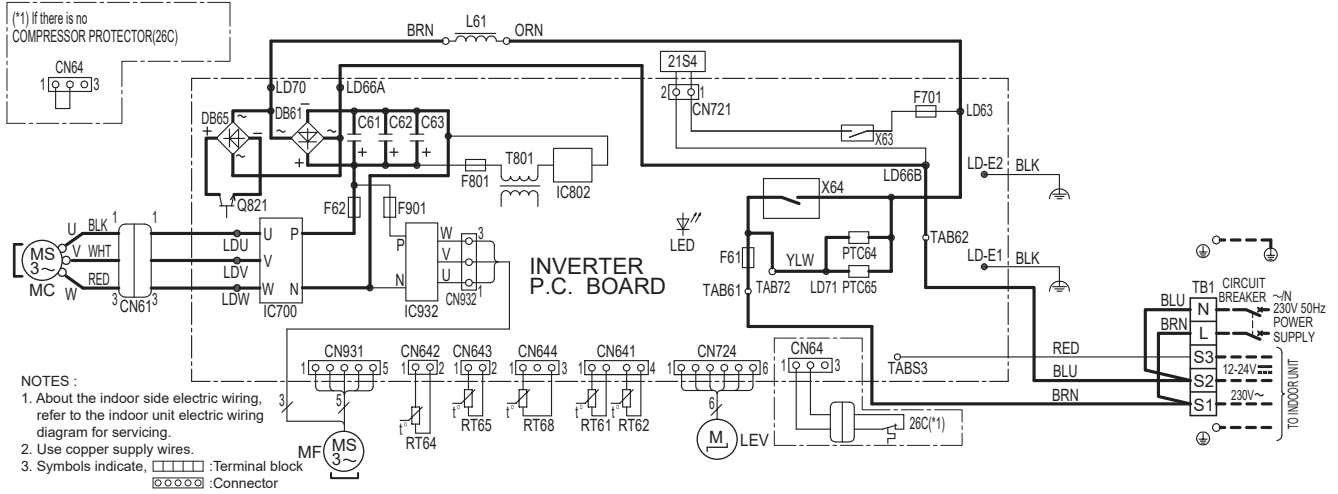 (*1) If there is no
COMPRESSOR PROTECTOR(26C)
CN64
1 3
BRN L61 ORN
LD70 LD66A
21S4
2 1
CN721
F701
LD63
X63
DB65 DB61
~ ~ ~ ~
+ − − +
C61 C62 C63
+ + +
Q821
F801
T801
IC802
LD66B
LD-E2 BLK
F62 F901
X64
LED
MS
3~
MC
U BLK 1 1
V WHT
W RED 3 3
CN61
LDU
LDV
LDW
U P
V
W N
IC700
P W 3
V
N U 1
IC932
CN932
INVERTER
P.C. BOARD
F61
YLW
PTC64
PTC65
LD71
TAB61
TAB72
TAB62
LD-E1 BLK
TB1
CIRCUIT
BREAKER
~/N
230V 50Hz
POWER
SUPPLY
BLU N
BRN L
RED S3
12-24V
BLU S2
230V~
BRN S1
TO INDOOR UNIT
TABS3
CN931
1 5
CN642
1 2
CN643
1 2
CN644
1 3
CN641
1 4
CN724
1 6
CN64
1 3
3 5 6
t° t° t° t° t°
RT64 RT65 RT68 RT61 RT62
MF
MS
3~
M
LEV
26C(*1)
NOTES :
1. About the indoor side electric wiring,
refer to the indoor unit electric wiring
diagram for servicing.
2. Use copper supply wires.
3. Symbols indicate, :Terminal block
:Connector